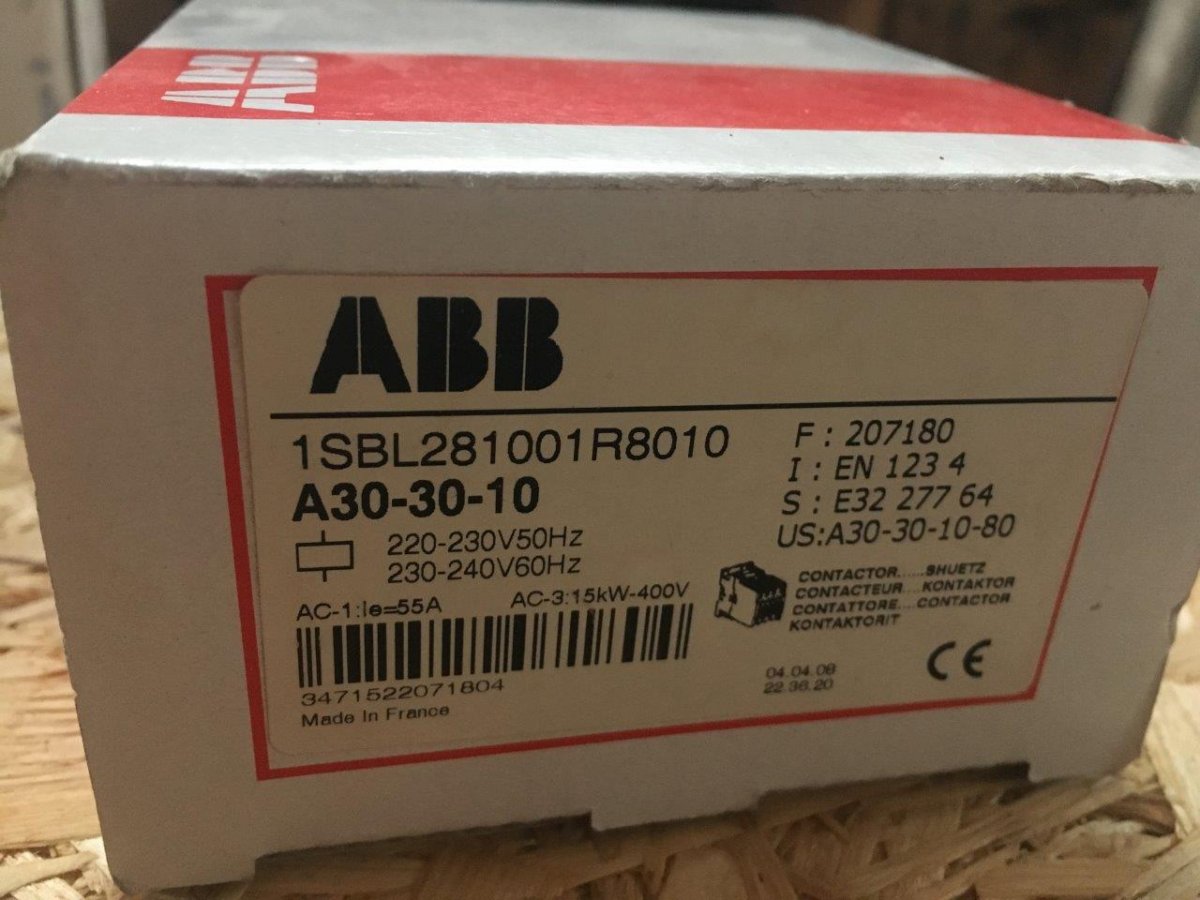 ABB
ABB
1SBL281001R8010
A30-30-10
220-230V50Hz
230-240V60Hz
AC-1:Ie=55A AC-3:15kW-400V
3471522071804
Made In France
F : 207180
I : EN 123 4
S : E32 277 64
US:A30-30-10-80
CONTACTOR......SHUETZ
CONTACTEUR....KONTAKTOR
CONTATTORE...CONTACTOR
KONTAKTORIT
04.04.08
22.36.20
CE